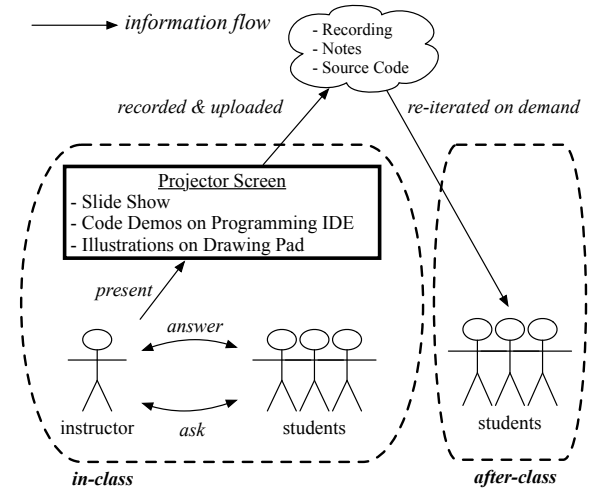 information flow
- Recording
- Notes
- Source Code
recorded & uploaded
re-iterated on demand
Projector Screen
- Slide Show
- Code Demos on Programming IDE
- Illustrations on Drawing Pad
present
answer
ask
instructor
students
students
in-class
after-class